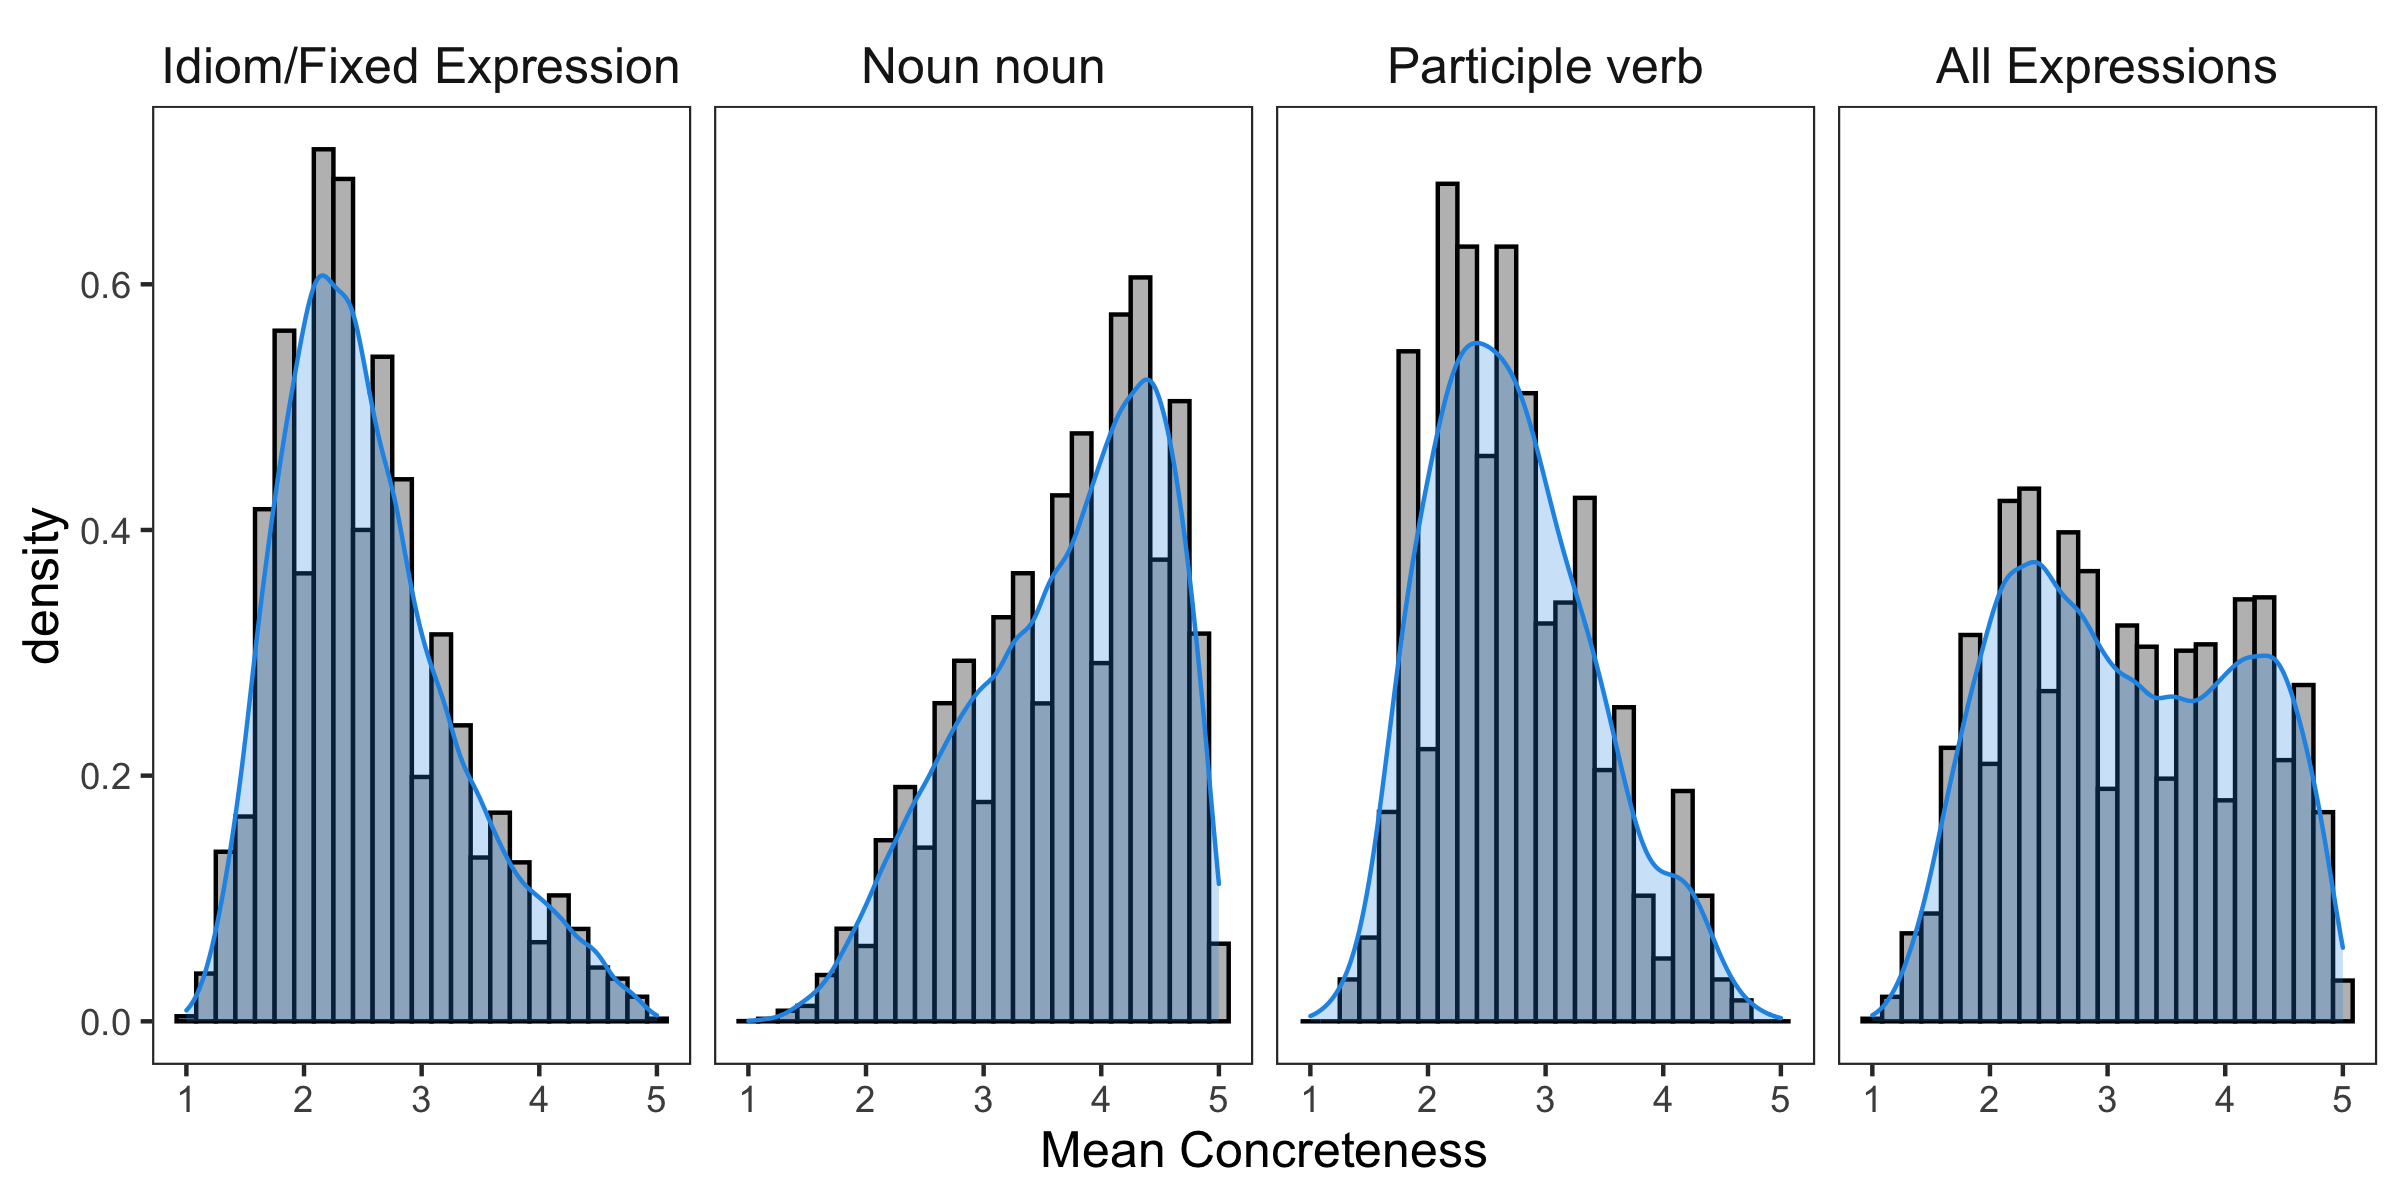 Idiom/Fixed Expression
Noun noun
Participle verb
All Expressions
density
0.6
0.4
0.2
0.0
1 2 3 4 5
1 2 3 4 5
1 2 3 4 5
1 2 3 4 5
Mean Concreteness